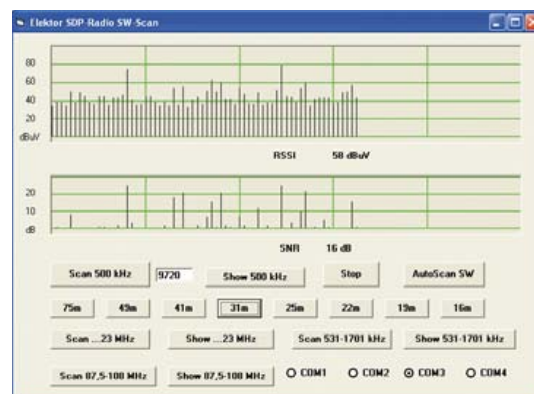 Elektor SDP-Radio SW-Scan
80
60
40
20
dBuV
RSSI 58 dBuV
20
10
dB
SNR 16 dB
Scan 500 kHz 9720 Show 500 kHz Stop AutoScan SW
75m 49m 41m 31m 25m 22m 19m 16m
Scan ...23 MHz Show ...23 MHz Scan 531-1701 kHz Show 531-1701 kHz
Scan 87,5-108 MHz Show 87,5-108 MHz COM1 COM2 COM3 COM4